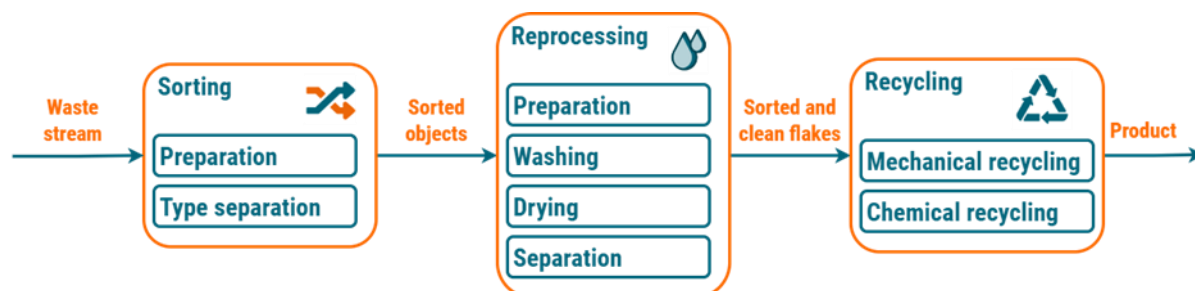 Waste
stream
Sorting
Preparation
Type separation
Sorted
objects
Reprocessing
Preparation
Washing
Drying
Separation
Sorted and
clean flakes
Recycling
Mechanical recycling
Chemical recycling
Product